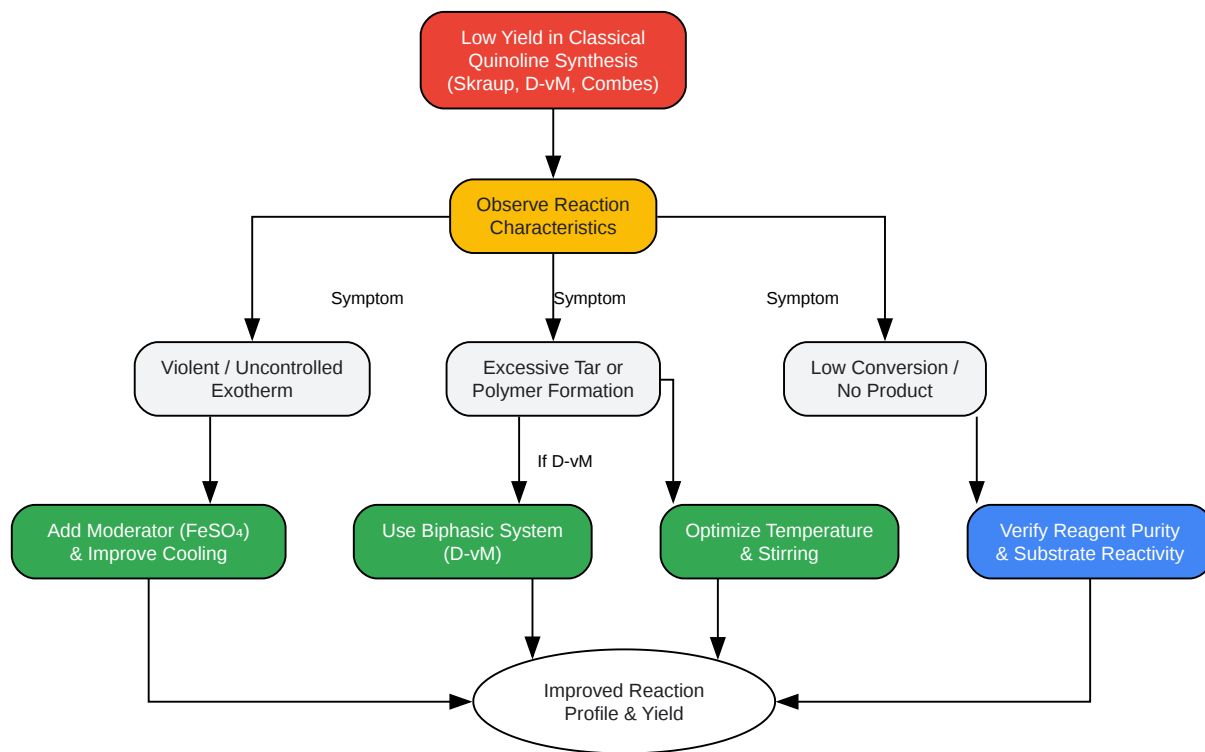 Low Yield in Classical
Quinoline Synthesis
(Skraup, D-vM, Combes)
Observe Reaction
Characteristics
Symptom
Symptom
Symptom
Violent / Uncontrolled
Exotherm
Excessive Tar or
Polymer Formation
Low Conversion /
No Product
If D-vM
Add Moderator (FeSO₄)
& Improve Cooling
Use Biphasic System
(D-vM)
Optimize Temperature
& Stirring
Verify Reagent Purity
& Substrate Reactivity
Improved Reaction
Profile & Yield